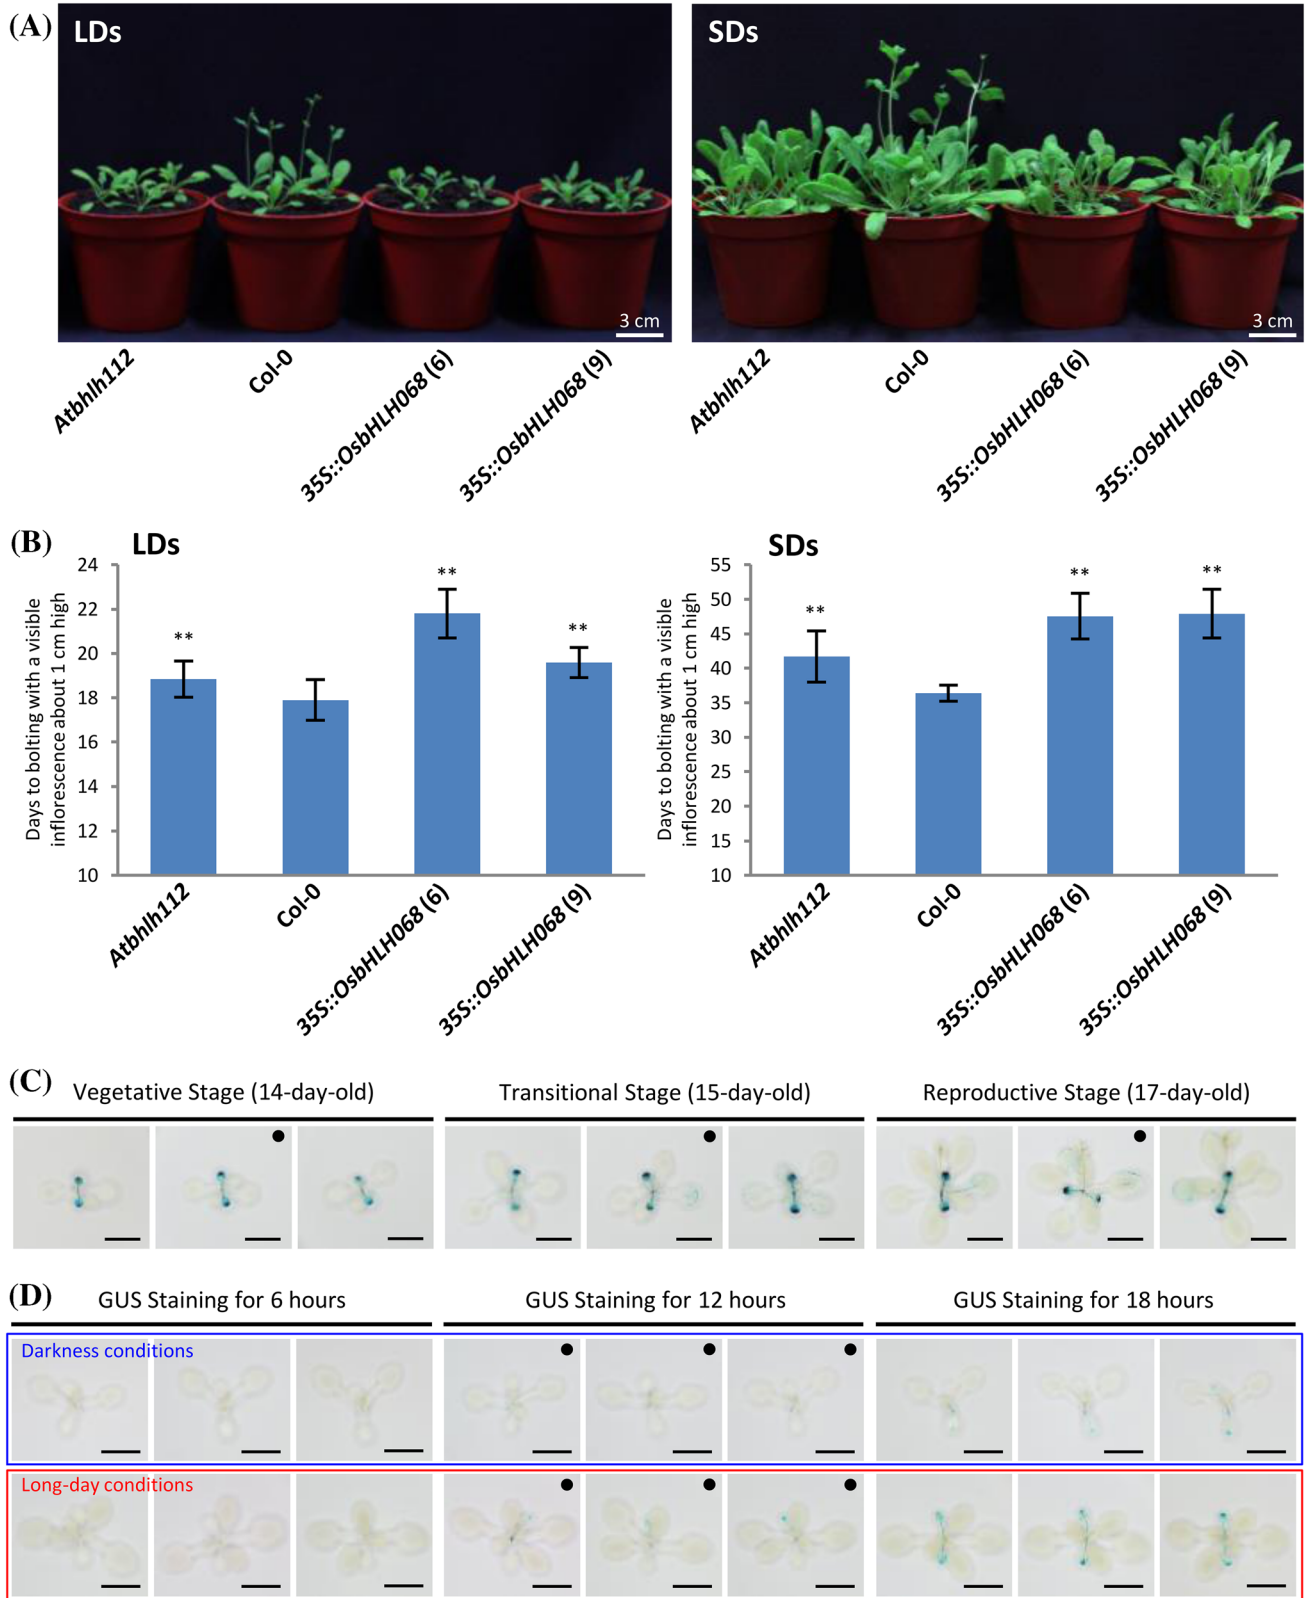 (A)
LDs
SDs
3 cm
3 cm
Atbhlh112
Col-0
35S::OsbHLH068 (6)
35S::OsbHLH068 (9)
Atbhlh112
Col-0
35S::OsbHLH068 (6)
35S::OsbHLH068 (9)
(B)
LDs
Days to bolting with a visible
inflorescence about 1 cm high
24
22
20
18
16
14
12
10
**
**
**
Atbhlh112
Col-0
35S::OsbHLH068 (6)
35S::OsbHLH068 (9)
SDs
Days to bolting with a visible
inflorescence about 1 cm high
55
50
45
40
35
30
25
20
15
10
**
**
**
Atbhlh112
Col-0
35S::OsbHLH068 (6)
35S::OsbHLH068 (9)
(C)
Vegetative Stage (14-day-old)
Transitional Stage (15-day-old)
Reproductive Stage (17-day-old)
(D)
GUS Staining for 6 hours
GUS Staining for 12 hours
GUS Staining for 18 hours
Darkness conditions
Long-day conditions